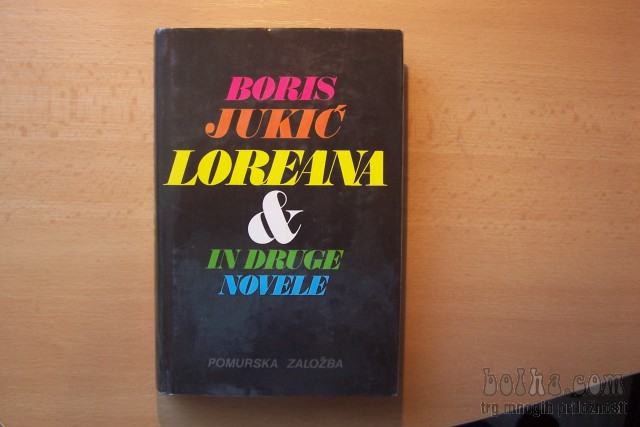 BORIS
JUKIĆ
LOREANA
&
IN DRUGE
NOVELE
POMURSKA ZALOŽBA
bolha.com
trg mnogih priložnosti